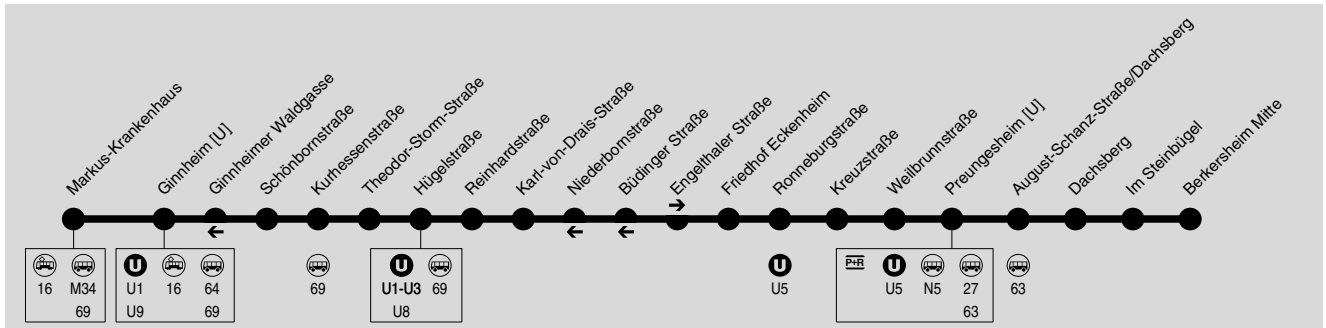 Markus-Krankenhaus
Ginnheim [U]
Ginnheimer Waldgasse
Schönbornstraße
Kurhessenstraße
Theodor-Storm-Straße
Hügelstraße
Reinhardstraße
Karl-von-Drais-Straße
Niederbornstraße
Büdinger Straße
Engelthaler Straße
Friedhof Eckenheim
Ronneburgstraße
Kreuzstraße
Weilbrunnstraße
Preungesheim [U]
August-Schanz-Straße/Dachsberg
Dachsberg
Im Steinbügel
Berkersheim Mitte
16 M34
69
U
U1 16 64
U9 69
69
U
U1-U3 69
U8
U
U5
P+R U
U5 N5 27
63
63